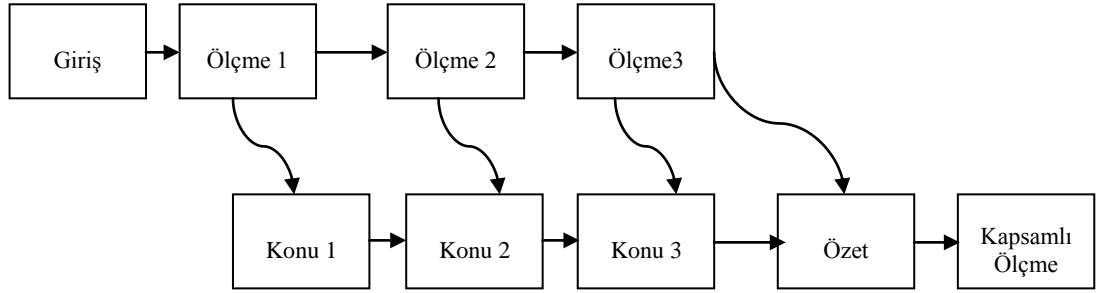 Giriş
Ölçme 1
Ölçme 2
Ölçme3
Konu 1
Konu 2
Konu 3
Özet
Kapsamlı
Ölçme